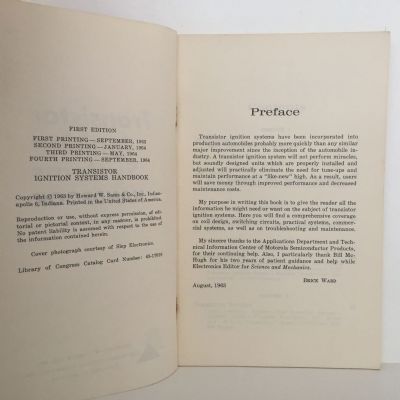 FIRST EDITION
FIRST PRINTING—SEPTEMBER, 1963
SECOND PRINTING—JANUARY, 1964
THIRD PRINTING—MAY, 1964
FOURTH PRINTING—SEPTEMBER, 1964
TRANSISTOR
IGNITION SYSTEMS HANDBOOK
Copyright © 1963 by Howard W. Sams & Co., Inc. Indian-
apolis 6, Indiana. Printed in the United States of America.
Reproduction or use, without express permission, of edi-
torial or pictorial content, in any manner, is prohibited.
No patent liability is assumed with respect to the use of
the information contained herein.
Cover photograph courtesy of Slep Electronics.
Library of Congress Catalog Card Number:
Preface
Transistor ignition systems have been incorporated into
production automobiles probably more quickly than any similar
major improvement since the inception of the automobile in-
dustry. A transistor ignition system will not perform miracles,
but soundly designed units which are properly installed and
adjusted will practically eliminate the need for tune-ups and
maintain performance at a "like-new" high. As a result, users
will save money through improved performance and decreased
maintenance costs.
My purpose in writing this book is to give the reader all the
information he might need or want on the subject of transistor
ignition systems. Here you will find a comprehensive coverage
on coil design, switching circuits, practical systems, commer-
cial systems, as well as on troubleshooting and maintenance.
My sincere thanks to the Applications Department and Tech-
nical Information Center of Motorola Semiconductor Products,
for their continuing help. Also, I particularly thank Bill Mc-
Hugh for his two years of patient guidance and help while
Electronics Editor for Science and Mechanics.
BRICE WARD
August, 1963